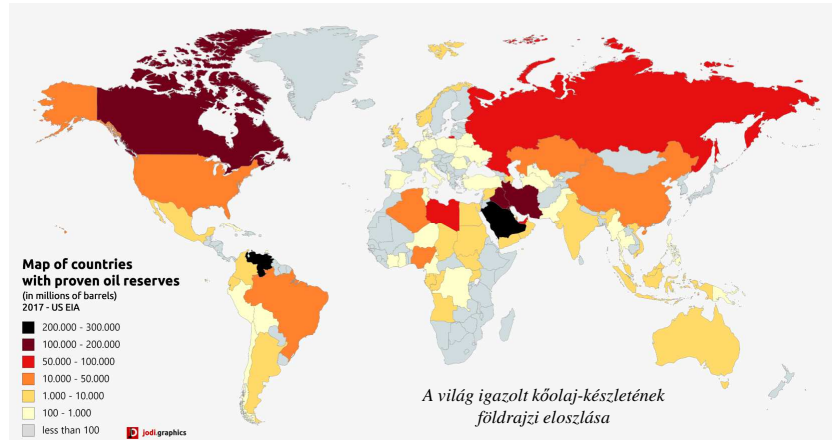 Map of countries
with proven oil reserves
(in millions of barrels)
2017 - US EIA
200.000 - 300.000
100.000 - 200.000
50.000 - 100.000
10.000 - 50.000
1.000 - 10.000
100 - 1.000
less than 100
jodi.graphics
A világ igazolt kőolaj-készletének
földrajzi eloszlása